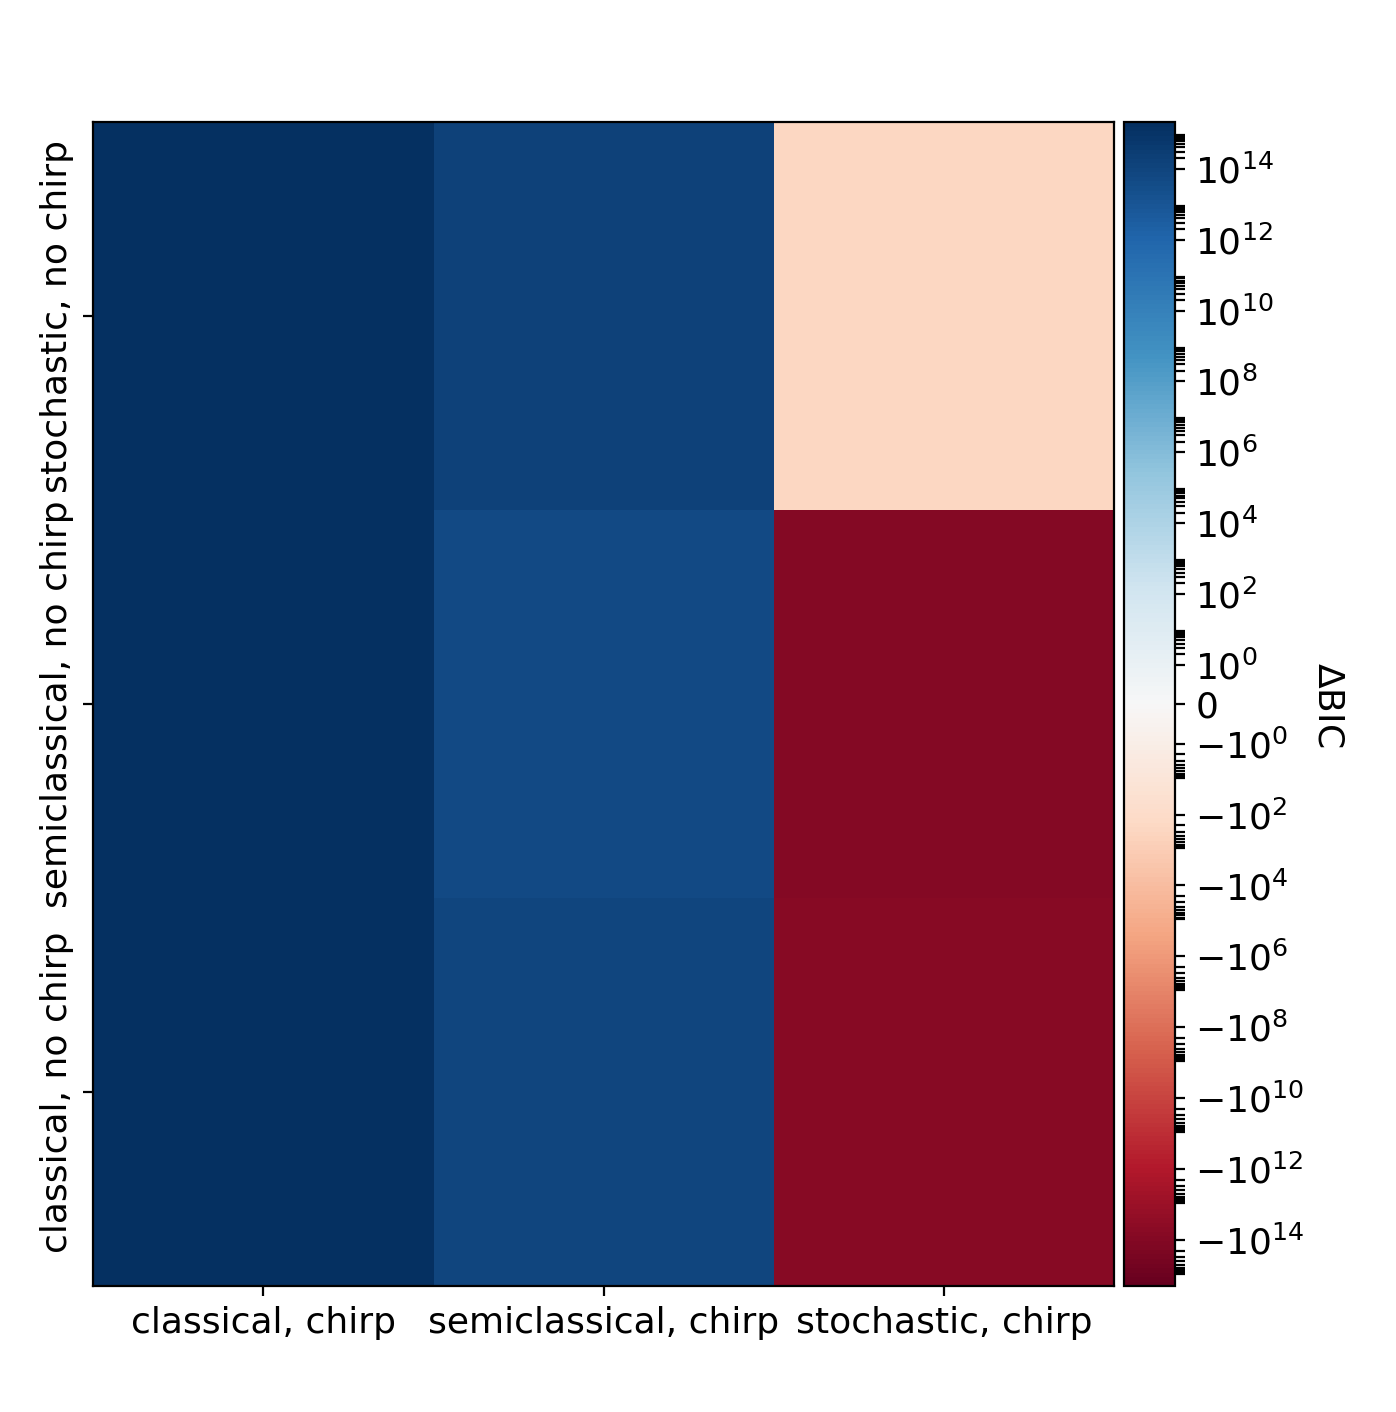 stochastic, no chirp
semiclassical, no chirp
classical, no chirp
classical, chirp
semiclassical, chirp
stochastic, chirp
10^14
10^12
10^10
10^8
10^6
10^4
10^2
10^0
0
−10^0
−10^2
−10^4
−10^6
−10^8
−10^10
−10^12
−10^14
ΔBIC